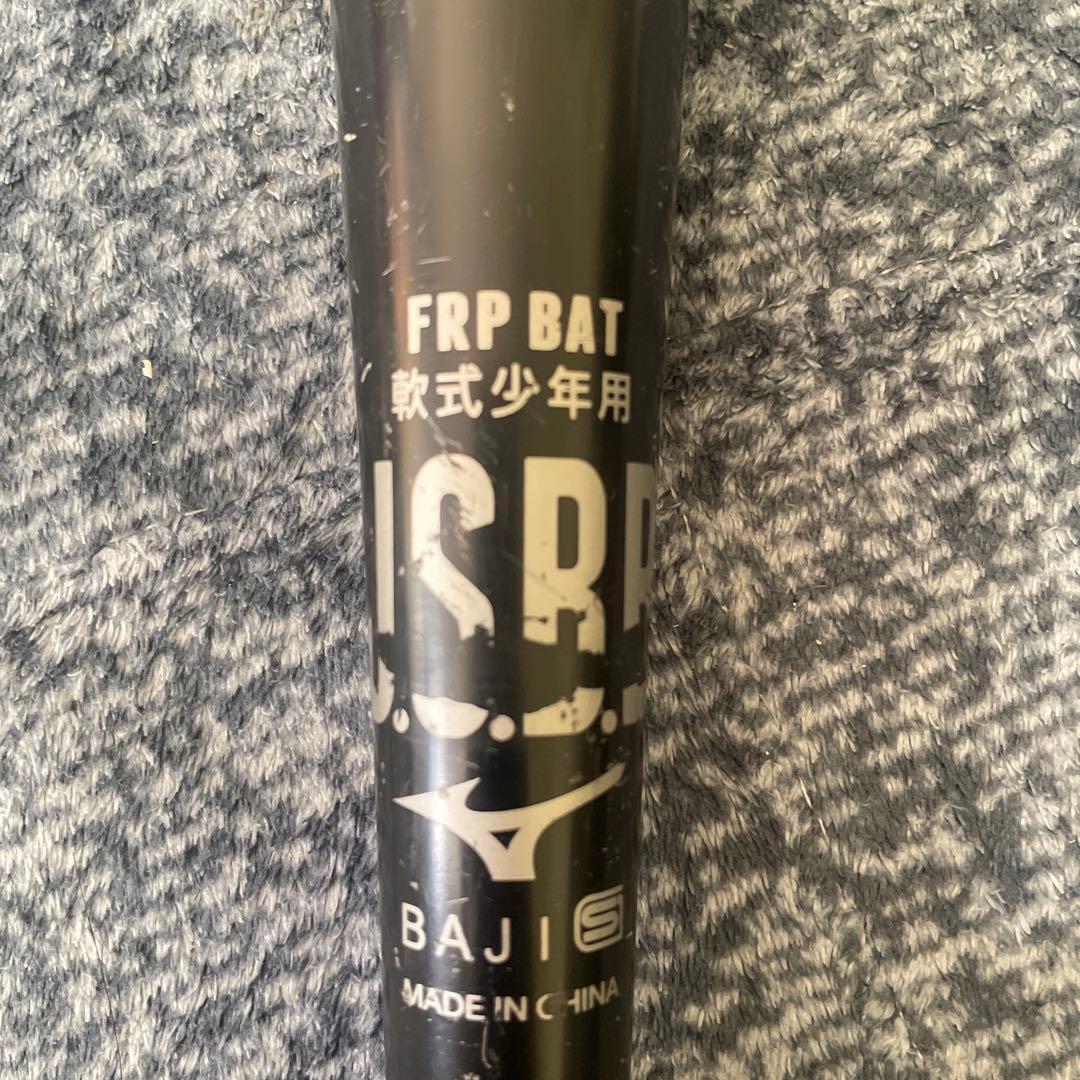 FRP BAT
軟式少年用
J.S.B.B
BAJI S
MADE IN CHINA